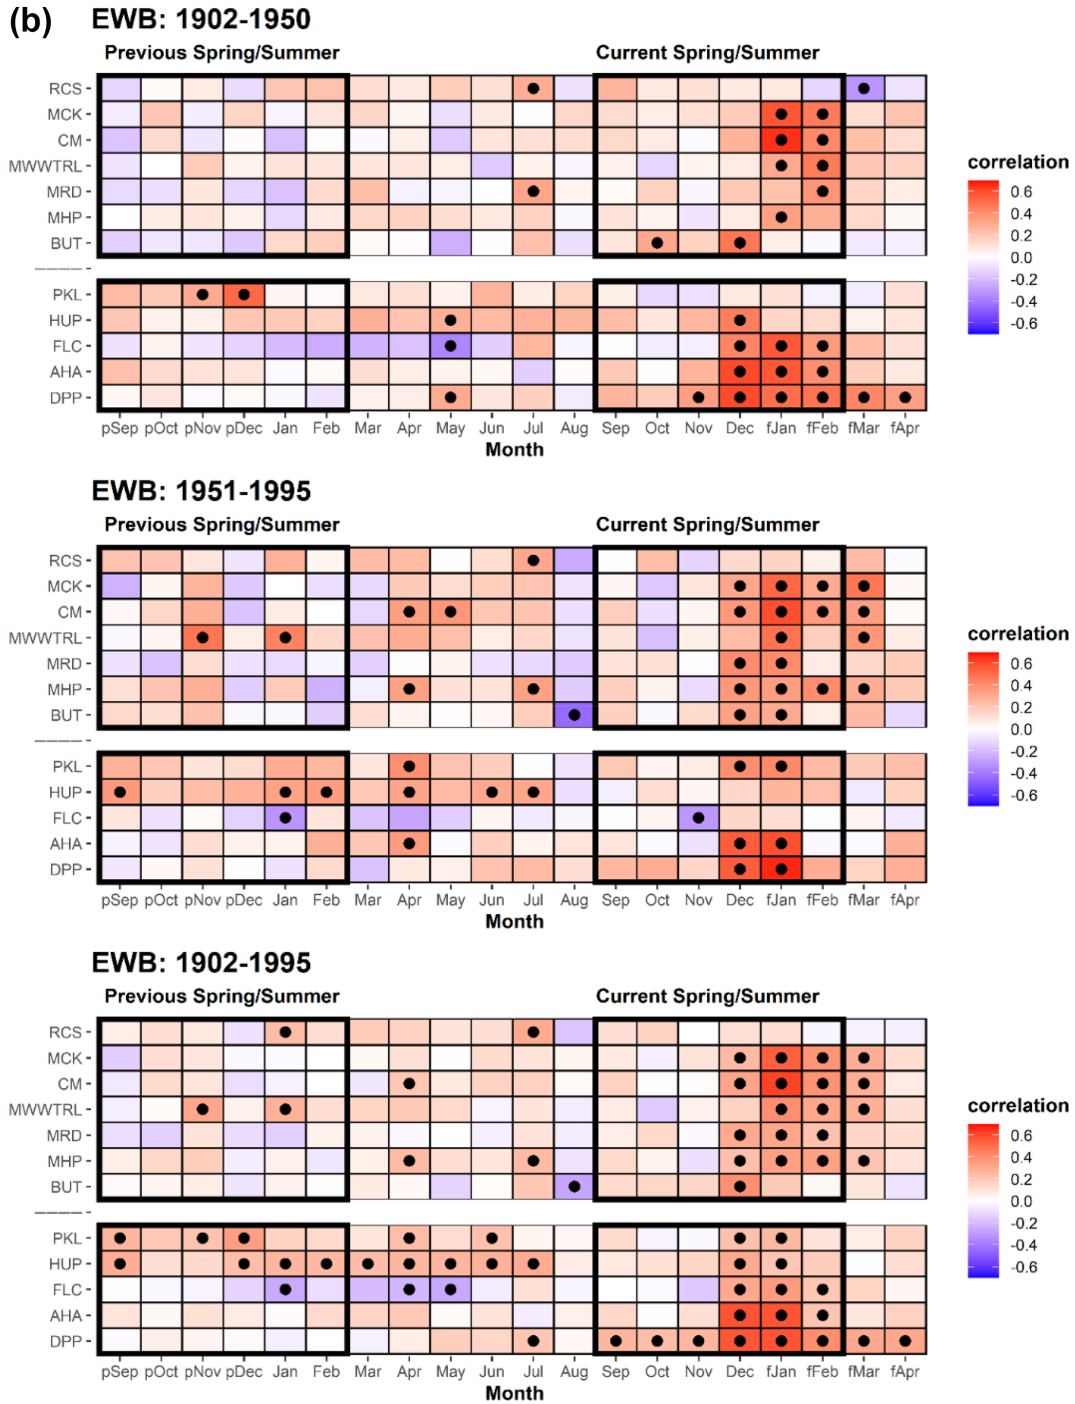 (b) EWB: 1902-1950
Previous Spring/Summer Current Spring/Summer
RCS
MCK
CM
MWWTRL
MRD
MHP
BUT
————
PKL
HUP
FLC
AHA
DPP
pSep pOct pNov pDec Jan Feb Mar Apr May Jun Jul Aug Sep Oct Nov Dec fJan fFeb fMar fApr
Month
correlation
0.6
0.4
0.2
0.0
-0.2
-0.4
-0.6
EWB: 1951-1995
Previous Spring/Summer Current Spring/Summer
RCS
MCK
CM
MWWTRL
MRD
MHP
BUT
————
PKL
HUP
FLC
AHA
DPP
pSep pOct pNov pDec Jan Feb Mar Apr May Jun Jul Aug Sep Oct Nov Dec fJan fFeb fMar fApr
Month
correlation
0.6
0.4
0.2
0.0
-0.2
-0.4
-0.6
EWB: 1902-1995
Previous Spring/Summer Current Spring/Summer
RCS
MCK
CM
MWWTRL
MRD
MHP
BUT
————
PKL
HUP
FLC
AHA
DPP
pSep pOct pNov pDec Jan Feb Mar Apr May Jun Jul Aug Sep Oct Nov Dec fJan fFeb fMar fApr
Month
correlation
0.6
0.4
0.2
0.0
-0.2
-0.4
-0.6